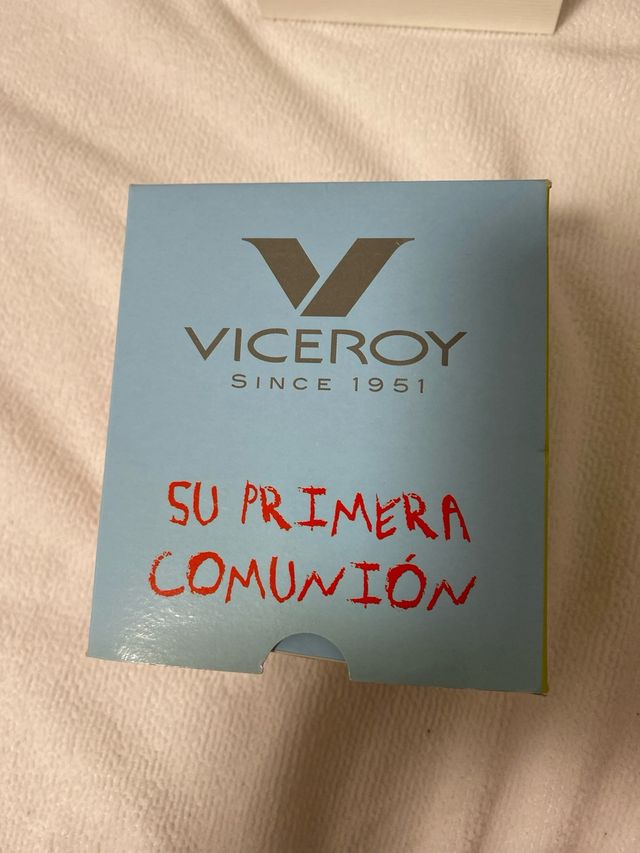 VICEROY
SINCE 1951
SU PRIMERA
COMUNIÓN